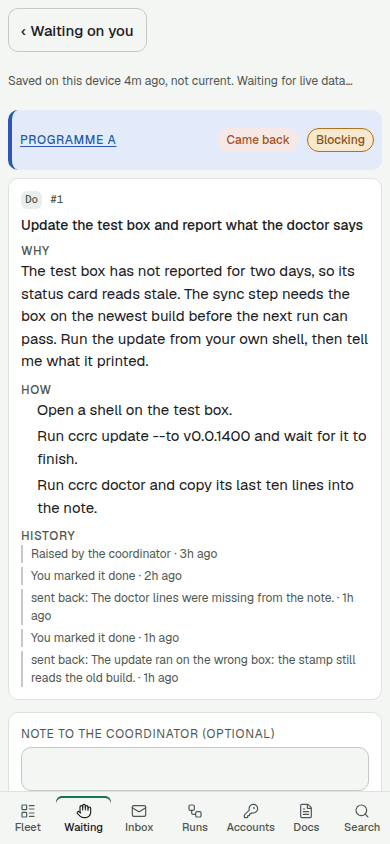 ‹ Waiting on you
Saved on this device 4m ago, not current. Waiting for live data…
PROGRAMME A
Came back
Blocking
Do #1
Update the test box and report what the doctor says
WHY
The test box has not reported for two days, so its
status card reads stale. The sync step needs the
box on the newest build before the next run can
pass. Run the update from your own shell, then tell
me what it printed.
HOW
Open a shell on the test box.
Run ccrc update --to v0.0.1400 and wait for it to
finish.
Run ccrc doctor and copy its last ten lines into
the note.
HISTORY
Raised by the coordinator · 3h ago
You marked it done · 2h ago
sent back: The doctor lines were missing from the note. · 1h
ago
You marked it done · 1h ago
sent back: The update ran on the wrong box: the stamp still
reads the old build. · 1h ago
NOTE TO THE COORDINATOR (OPTIONAL)
Fleet
Waiting
Inbox
Runs
Accounts
Docs
Search